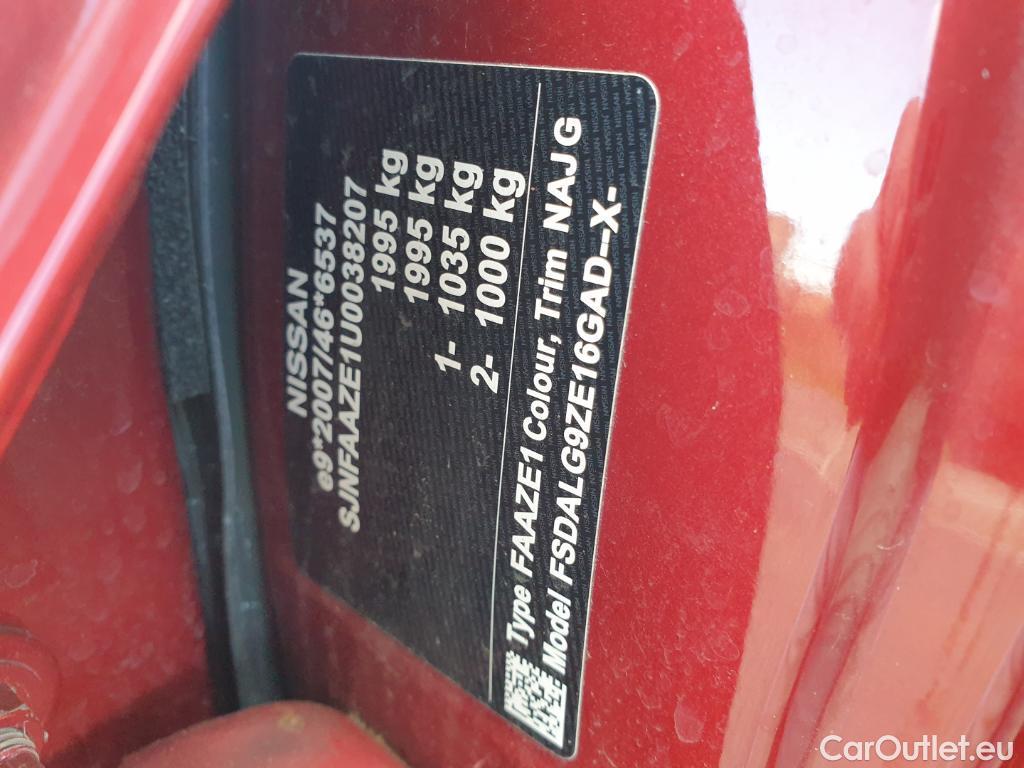 NISSAN
e9*2007/46*6537
SJNFAAZE1U0038207
1995 kg
1995 kg
1- 1035 kg
2- 1000 kg
Type FAAZE1 Colour, Trim NAJ G
Model FSDALG9ZE16GAD--X-
CarOutlet.eu